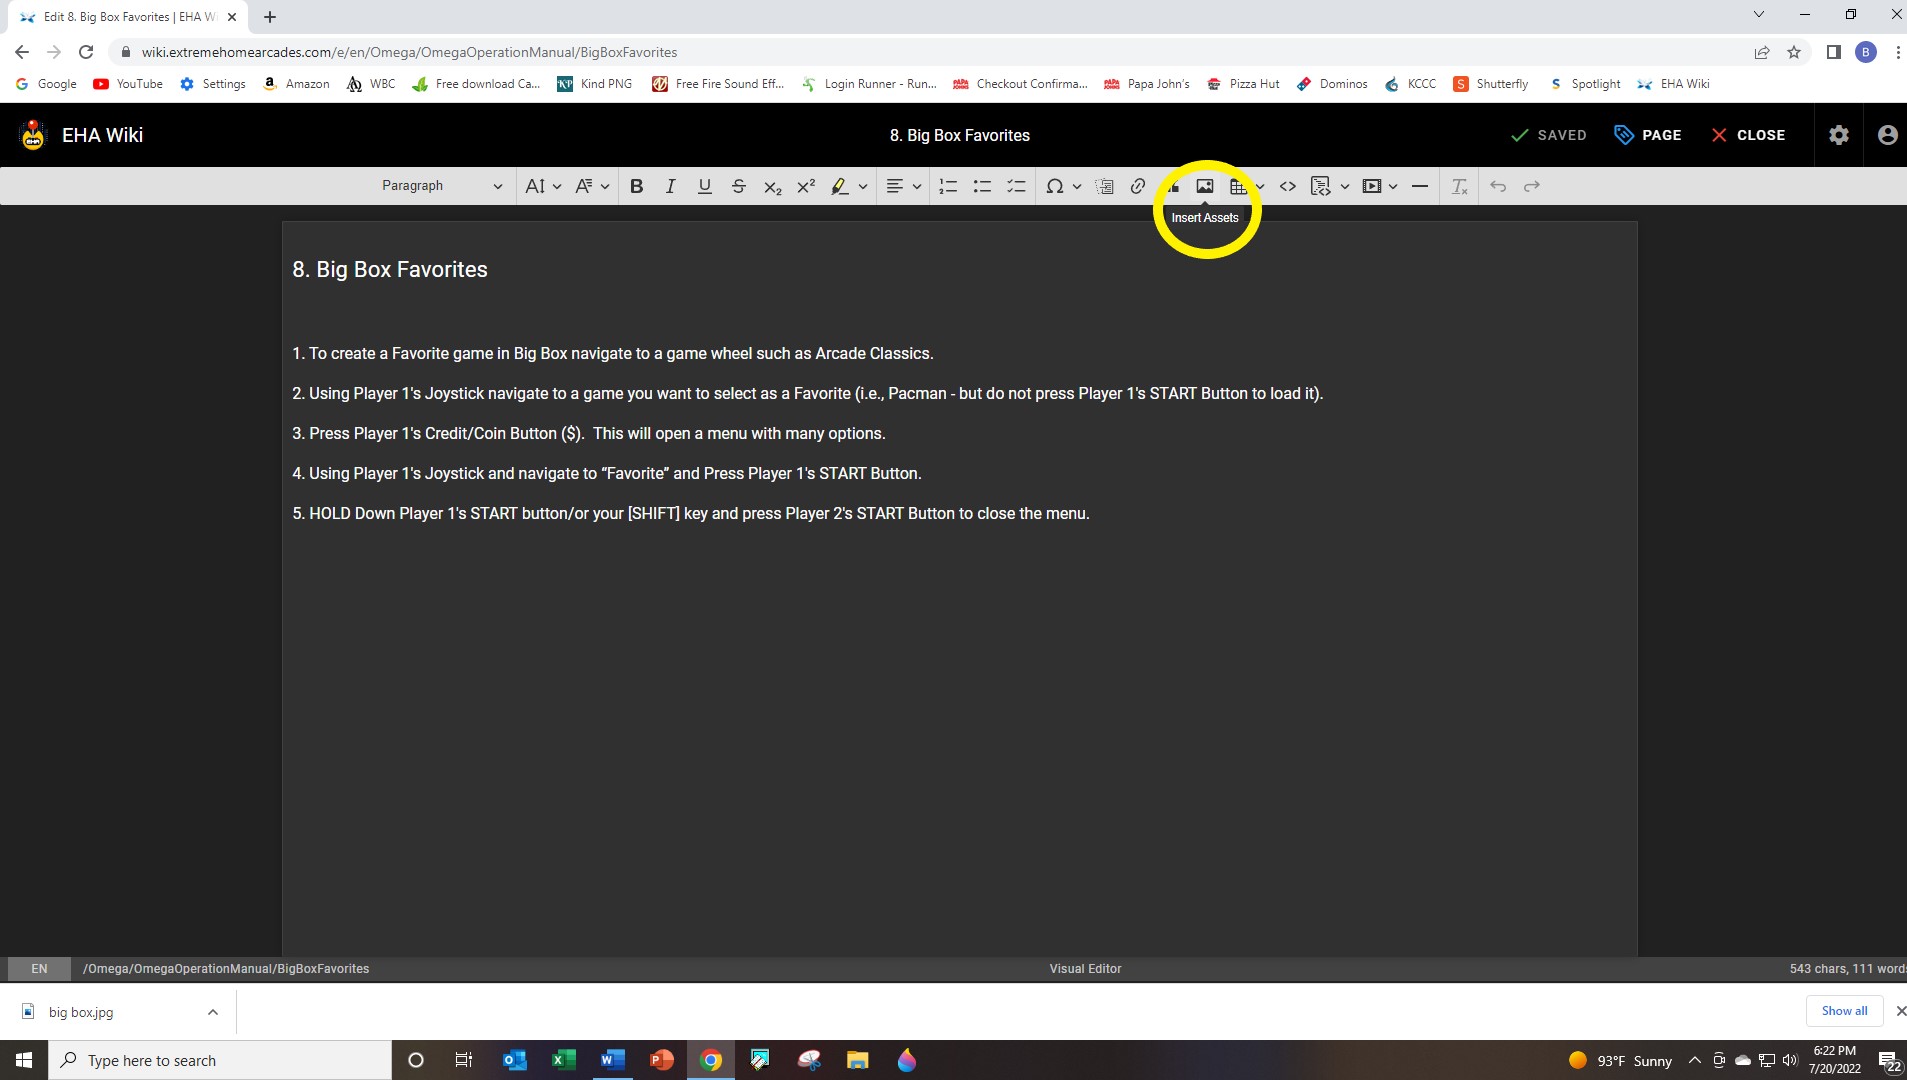 Edit 8. Big Box Favorites | EHA Wi
wiki.extremehomearcades.com/e/en/Omega/OmegaOperationManual/BigBoxFavorites
B
Google YouTube Settings Amazon WBC Free download Ca... Kind PNG Free Fire Sound Eff... Login Runner - Run... Checkout Confirma... Papa John's Pizza Hut Dominos KCCC Shutterfly Spotlight EHA Wiki
EHA Wiki 8. Big Box Favorites SAVED PAGE CLOSE
Paragraph
Insert Assets
8. Big Box Favorites
1. To create a Favorite game in Big Box navigate to a game wheel such as Arcade Classics.
2. Using Player 1's Joystick navigate to a game you want to select as a Favorite (i.e., Pacman - but do not press Player 1's START Button to load it).
3. Press Player 1's Credit/Coin Button ($).  This will open a menu with many options.
4. Using Player 1's Joystick and navigate to “Favorite” and Press Player 1's START Button.
5. HOLD Down Player 1's START button/or your [SHIFT] key and press Player 2's START Button to close the menu.
EN /Omega/OmegaOperationManual/BigBoxFavorites Visual Editor 543 chars, 111 words
big box.jpg Show all
Type here to search 93°F Sunny 6:22 PM
7/20/2022 22